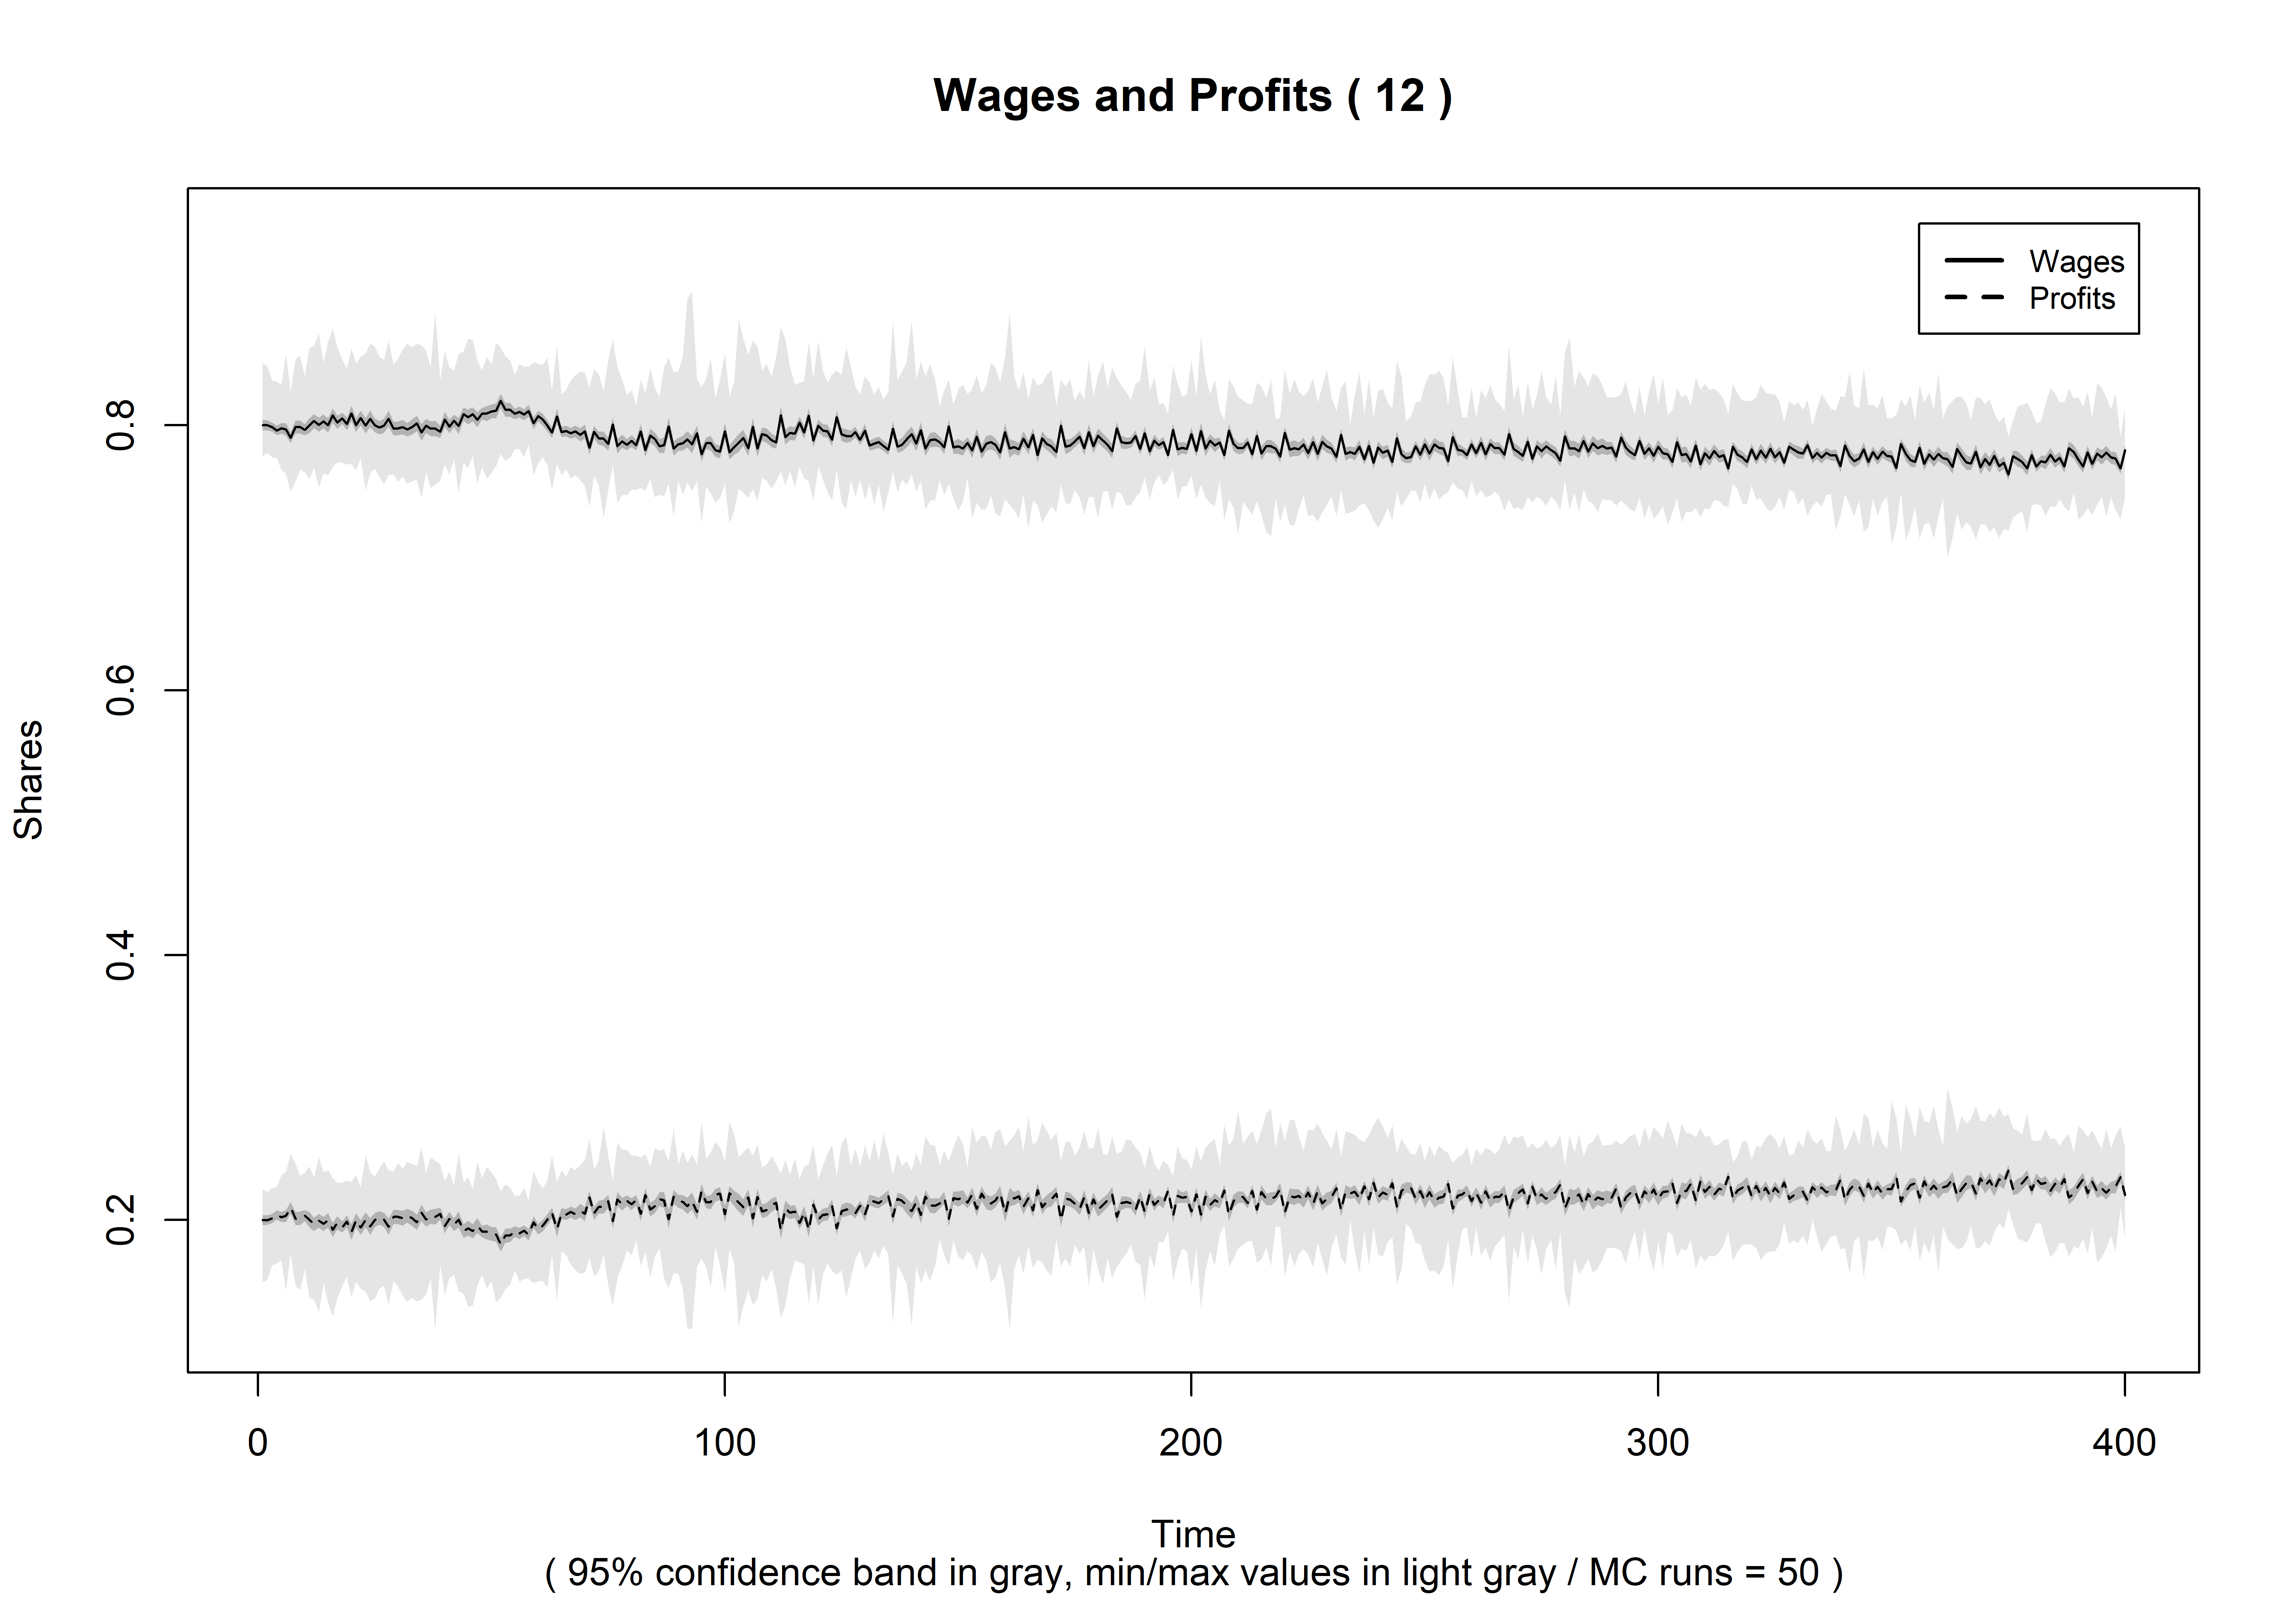 Wages and Profits ( 12 )
Wages
Profits
Shares
0.8
0.6
0.4
0.2
0 100 200 300 400
Time
( 95% confidence band in gray, min/max values in light gray / MC runs = 50 )